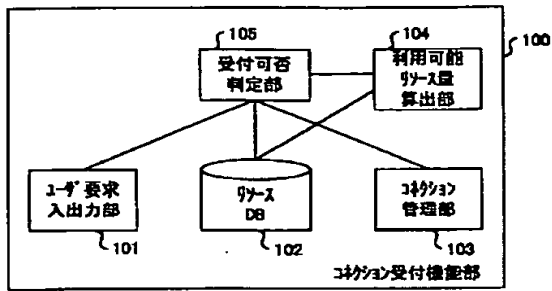 105
104
100
受付可否
判定部
利用可能
ﾘｿｰｽ量
算出部
ﾕｰｻﾞ要求
入出力部
ﾘｿｰｽ
DB
ｺﾈｸｼｮﾝ
管理部
101
102
103
ｺﾈｸｼｮﾝ受付機能部